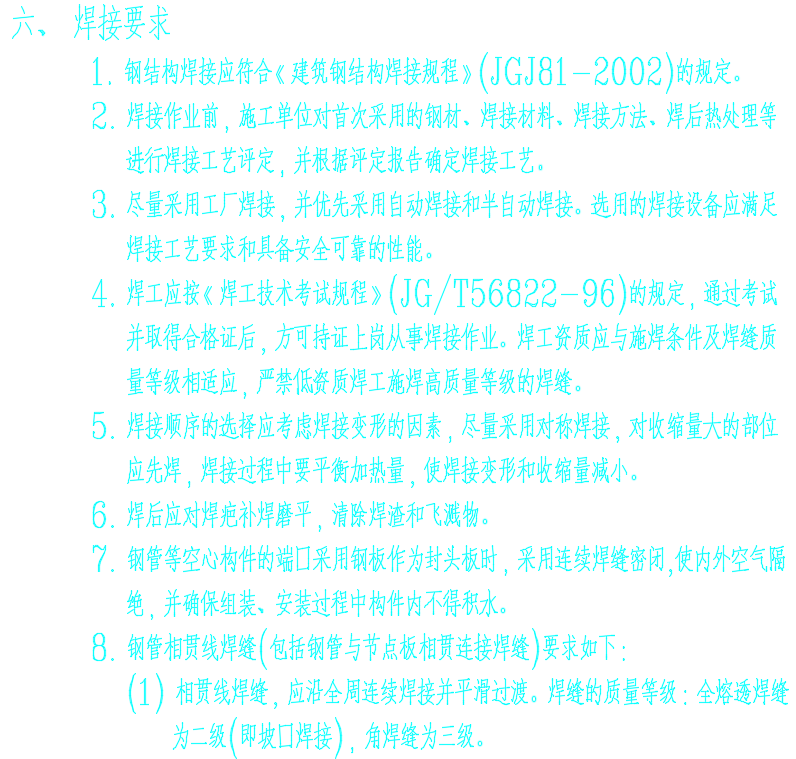 六、 焊接要求
1. 钢结构焊接应符合《 建筑钢结构焊接规程》(JGJ81-2002)的规定。
2. 焊接作业前, 施工单位对首次采用的钢材、焊接材料、焊接方法、焊后热处理等
进行焊接工艺评定, 并根据评定报告确定焊接工艺。
3. 尽量采用工厂焊接, 并优先采用自动焊接和半自动焊接。选用的焊接设备应满足
焊接工艺要求和具备安全可靠的性能。
4. 焊工应按《 焊工技术考试规程》(JG/T56822-96)的规定, 通过考试
并取得合格证后, 方可持证上岗从事焊接作业。焊工资质应与施焊条件及焊缝质
量等级相适应, 严禁低资质焊工施焊高质量等级的焊缝。
5. 焊接顺序的选择应考虑焊接变形的因素, 尽量采用对称焊接, 对收缩量大的部位
应先焊, 焊接过程中要平衡加热量, 使焊接变形和收缩量减小。
6. 焊后应对焊疤补焊磨平, 清除焊渣和飞溅物。
7. 钢管等空心构件的端口采用钢板作为封头板时, 采用连续焊缝密闭,使内外空气隔
绝, 并确保组装、安装过程中构件内不得积水。
8. 钢管相贯线焊缝(包括钢管与节点板相贯连接焊缝)要求如下:
(1) 相贯线焊缝, 应沿全周连续焊接并平滑过渡。焊缝的质量等级: 全熔透焊缝
为二级(即坡口焊接), 角焊缝为三级。